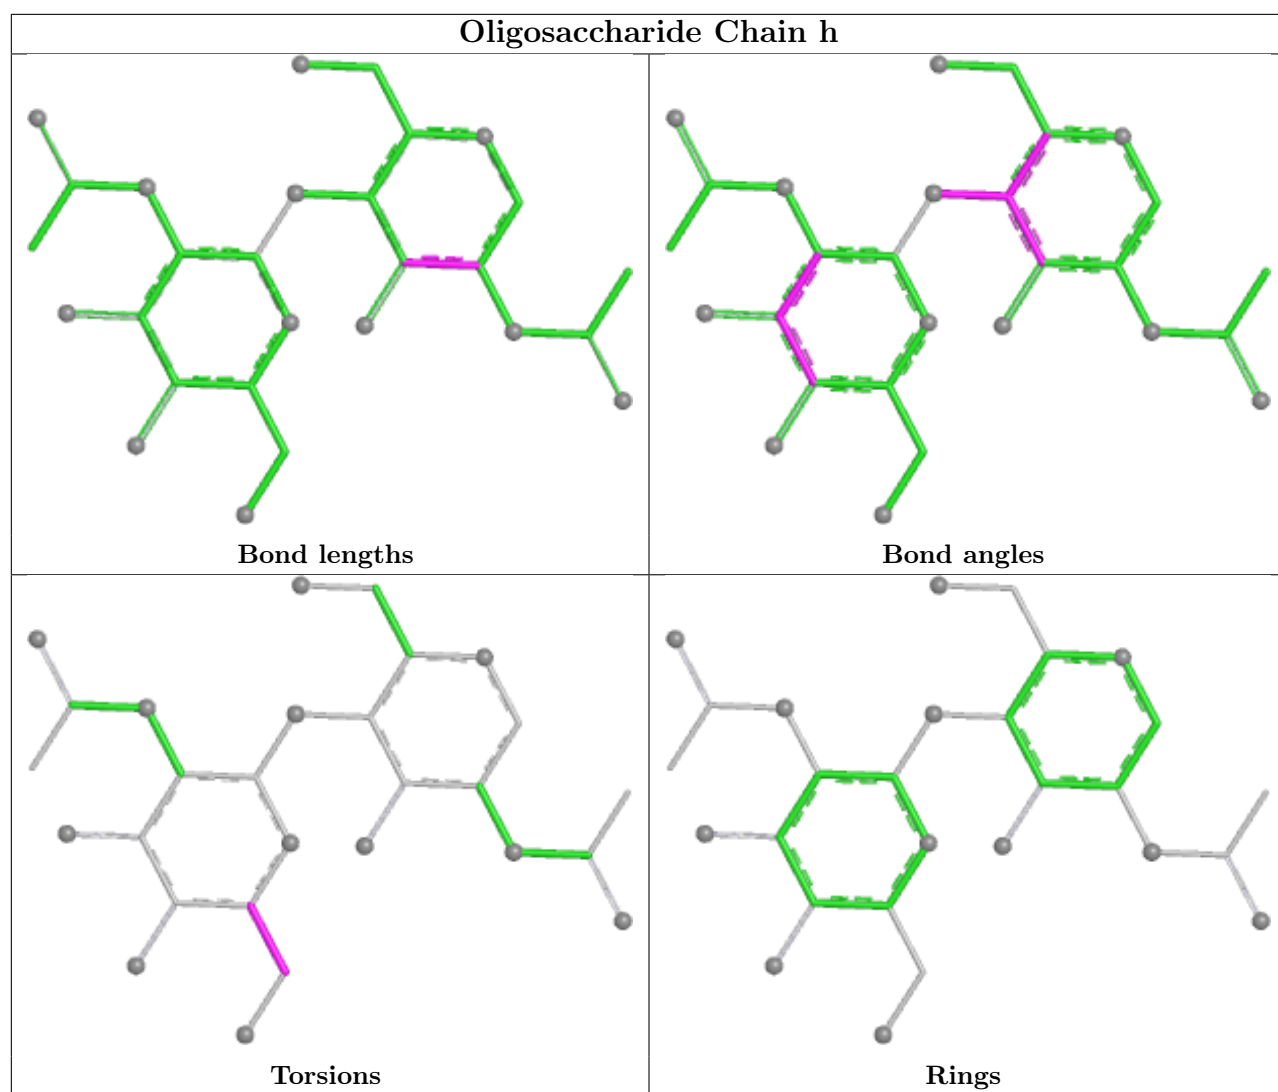 Oligosaccharide Chain h
Bond lengths
Bond angles
Torsions
Rings